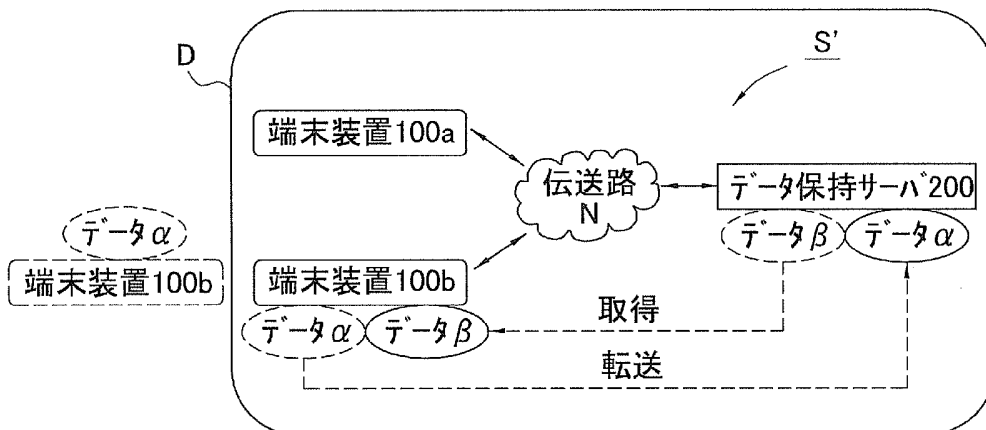 D
S'
端末装置100a
伝送路
N
データ保持サーバ200
データβ
データα
データα
端末装置100b
端末装置100b
データα
データβ
取得
転送